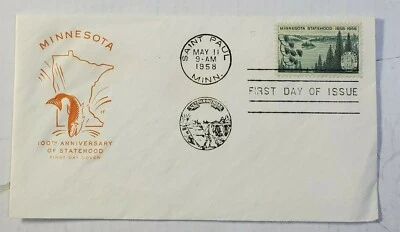 MINNESOTA
100TH ANNIVERSARY
OF STATEHOOD
FIRST DAY COVER
SAINT PAUL
MAY 11
9-AM
1958
MINN.
MINNESOTA STATEHOOD 1858-1958
FIRST DAY OF ISSUE